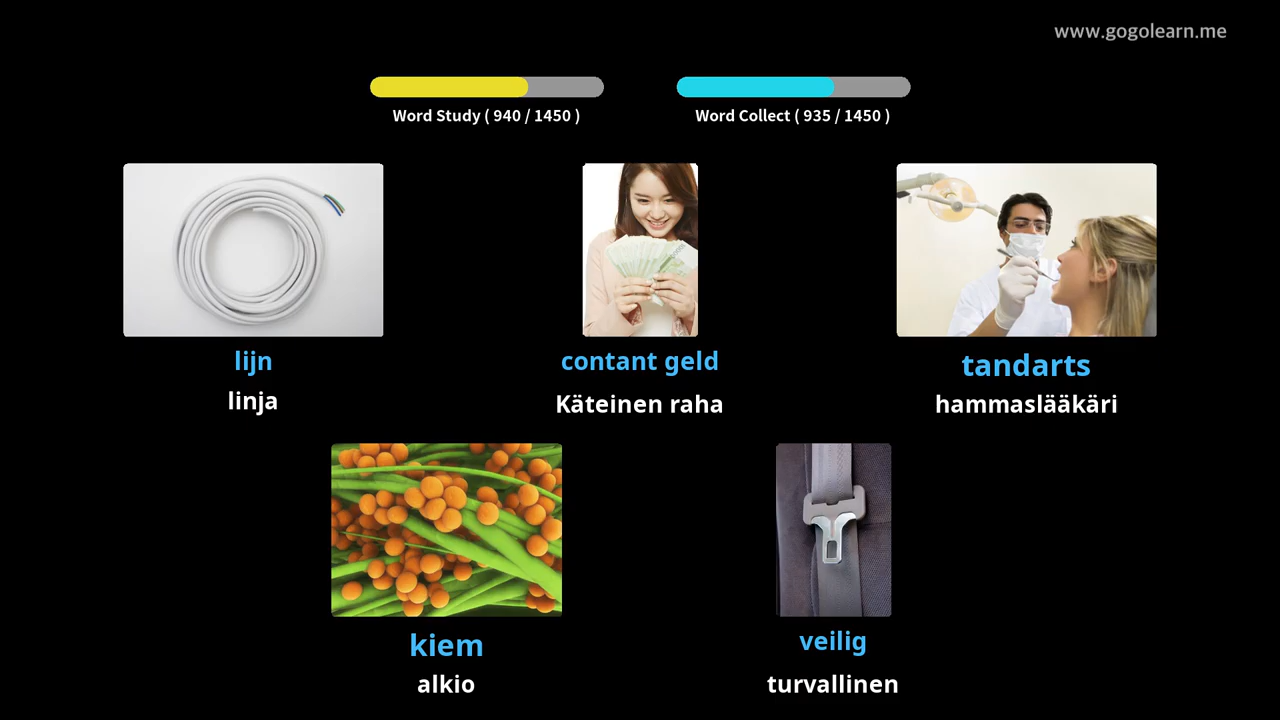 www.gogolearn.me
Word Study ( 940 / 1450 )
Word Collect ( 935 / 1450 )
lijn
linja
contant geld
Käteinen raha
tandarts
hammaslääkäri
kiem
alkio
veilig
turvallinen